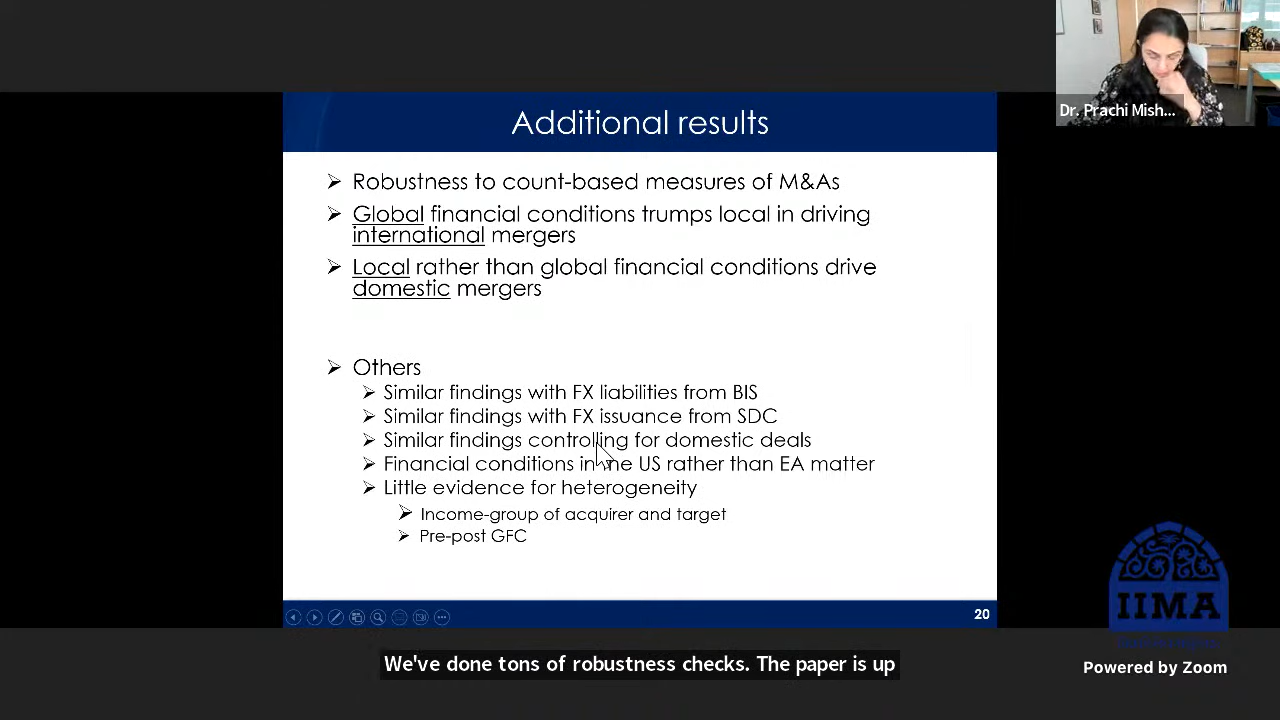 Dr. Prachi Mish...
Additional results
Robustness to count-based measures of M&As
Global financial conditions trumps local in driving
international mergers
Local rather than global financial conditions drive
domestic mergers
Others
Similar findings with FX liabilities from BIS
Similar findings with FX issuance from SDC
Similar findings controlling for domestic deals
Financial conditions in the US rather than EA matter
Little evidence for heterogeneity
Income-group of acquirer and target
Pre-post GFC
20
IIMA
We've done tons of robustness checks. The paper is up
Powered by Zoom